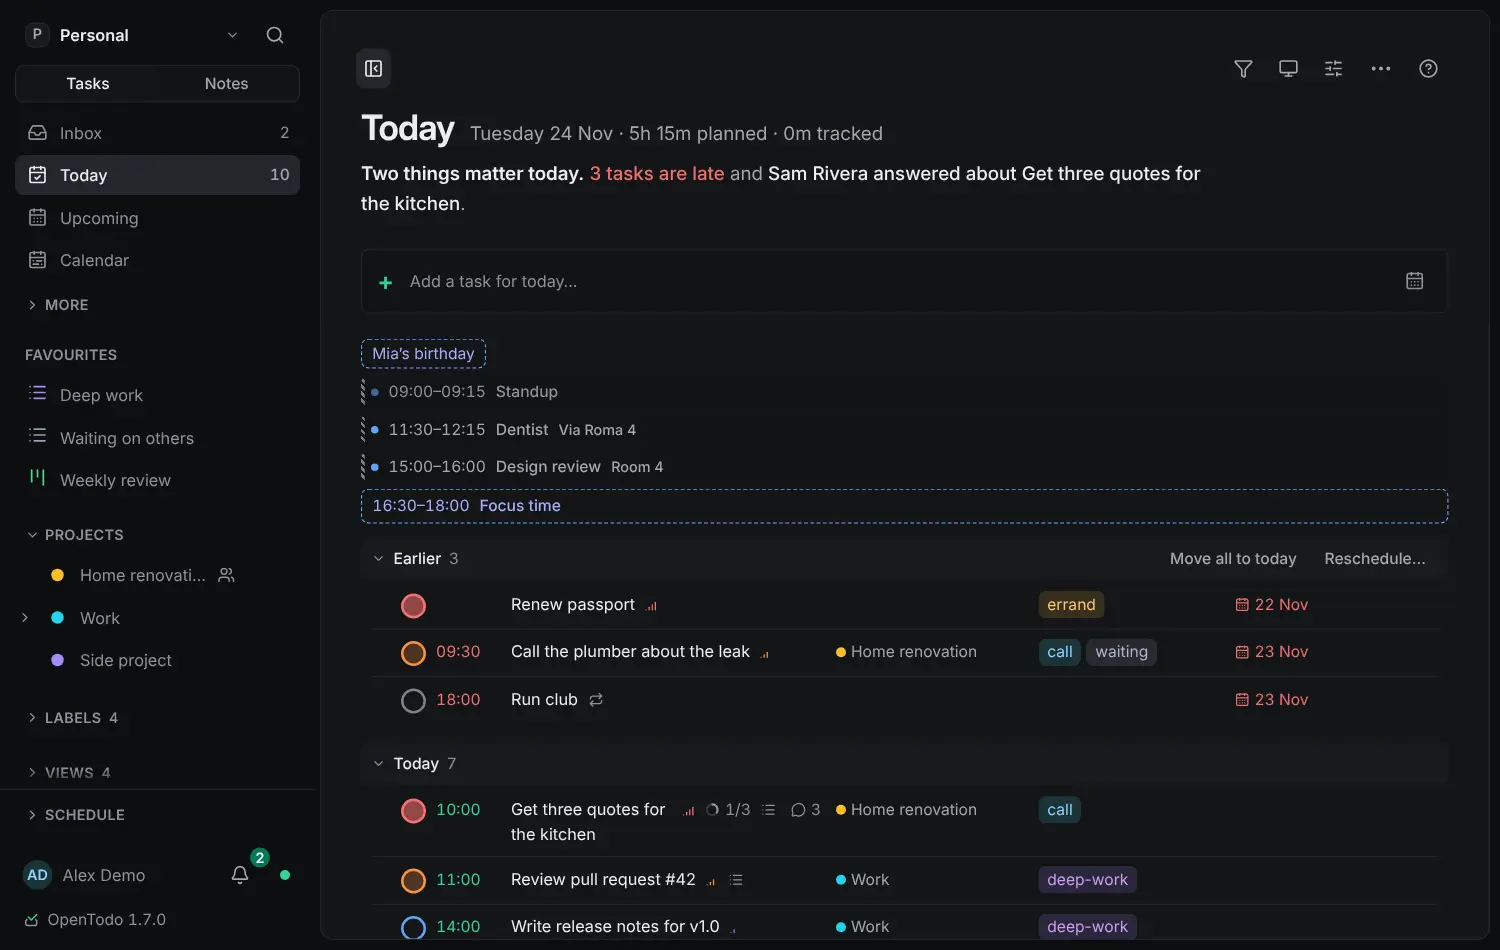 P Personal
Tasks Notes
Inbox 2
Today 10
Upcoming
Calendar
MORE
FAVOURITES
Deep work
Waiting on others
Weekly review
PROJECTS
Home renovati...
Work
Side project
LABELS 4
VIEWS 4
SCHEDULE
AD Alex Demo 2
OpenTodo 1.7.0
Today Tuesday 24 Nov · 5h 15m planned · 0m tracked
Two things matter today. 3 tasks are late and Sam Rivera answered about Get three quotes for
the kitchen.
+ Add a task for today...
Mia's birthday
09:00–09:15 Standup
11:30–12:15 Dentist Via Roma 4
15:00–16:00 Design review Room 4
16:30–18:00 Focus time
Earlier 3 Move all to today Reschedule...
Renew passport errand 22 Nov
09:30 Call the plumber about the leak Home renovation call waiting 23 Nov
18:00 Run club 23 Nov
Today 7
10:00 Get three quotes for 1/3 3 Home renovation call
the kitchen
11:00 Review pull request #42 Work deep-work
14:00 Write release notes for v1.0 Work deep-work